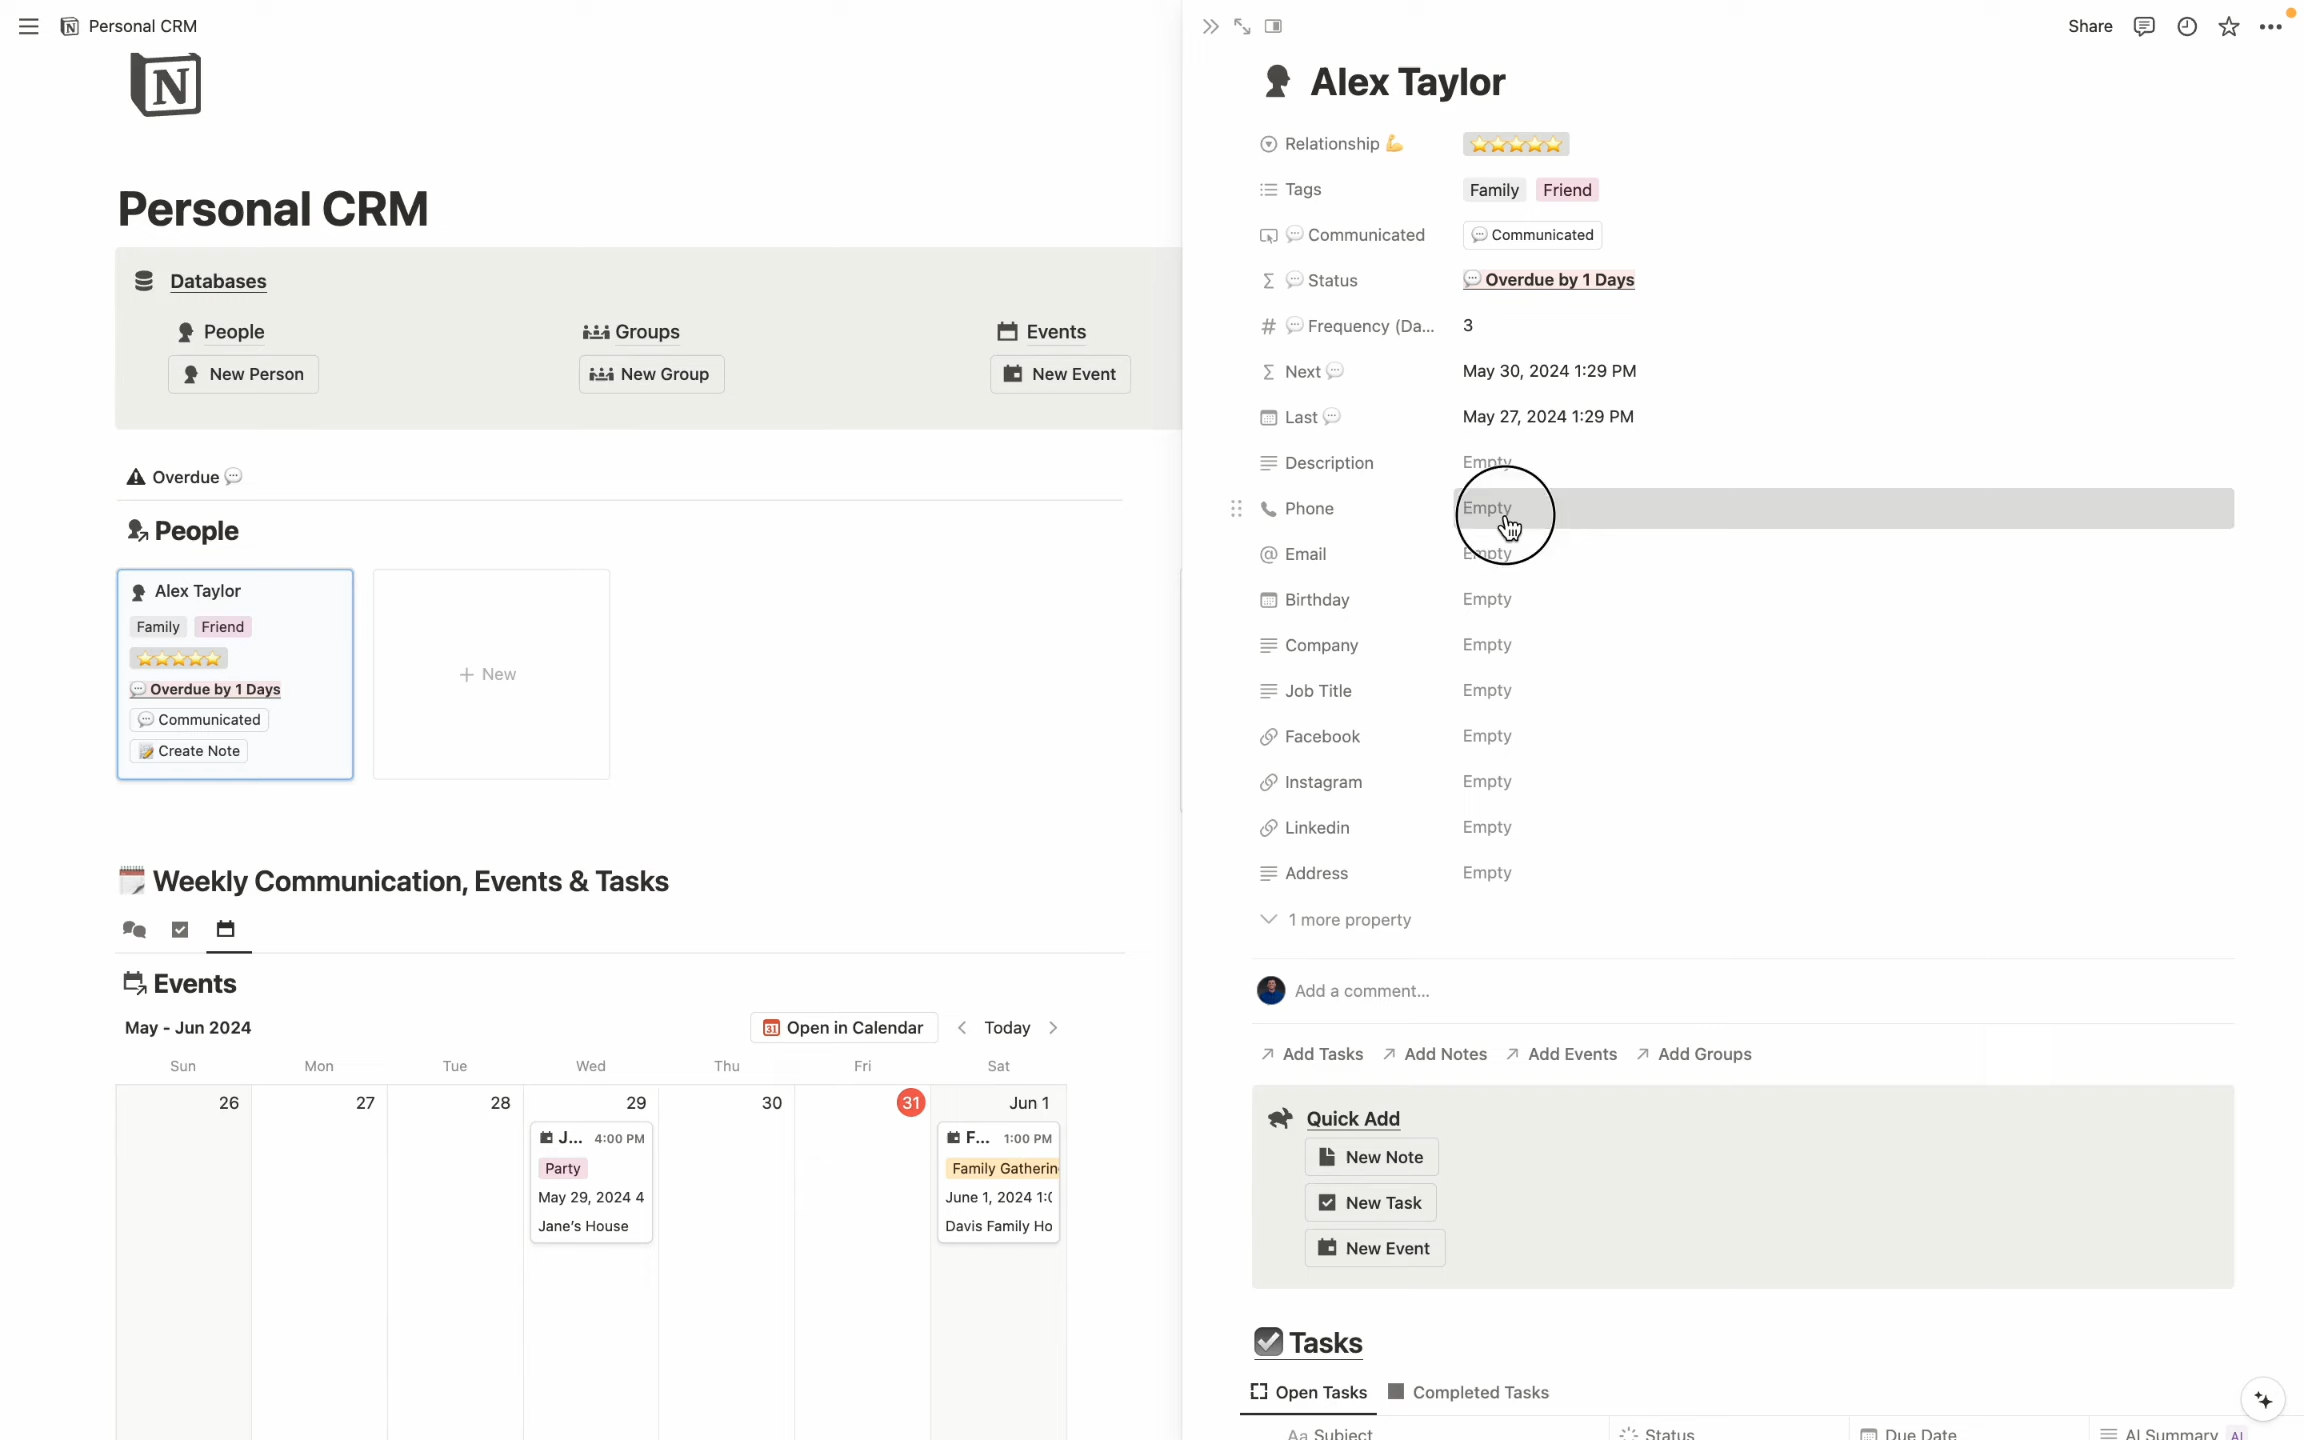 Personal CRM
Share
Personal CRM
Databases
People
Groups
Events
New Person
New Group
New Event
Overdue
People
Alex Taylor
Family Friend
Overdue by 1 Days
Communicated
Create Note
+ New
Weekly Communication, Events & Tasks
Events
May - Jun 2024
Open in Calendar
Today
Sun Mon Tue Wed Thu Fri Sat
26 27 28 29 30 31 Jun 1
J... 4:00 PM
Party
May 29, 2024 4
Jane's House
F... 1:00 PM
Family Gatherin
June 1, 2024 1:0
Davis Family Ho
Alex Taylor
Relationship
Tags Family Friend
Communicated Communicated
Status Overdue by 1 Days
Frequency (Da... 3
Next May 30, 2024 1:29 PM
Last May 27, 2024 1:29 PM
Description Empty
Phone Empty
Email Empty
Birthday Empty
Company Empty
Job Title Empty
Facebook Empty
Instagram Empty
Linkedin Empty
Address Empty
1 more property
Add a comment...
Add Tasks Add Notes Add Events Add Groups
Quick Add
New Note
New Task
New Event
Tasks
Open Tasks Completed Tasks
Aa Subject Status Due Date AI Summary AI